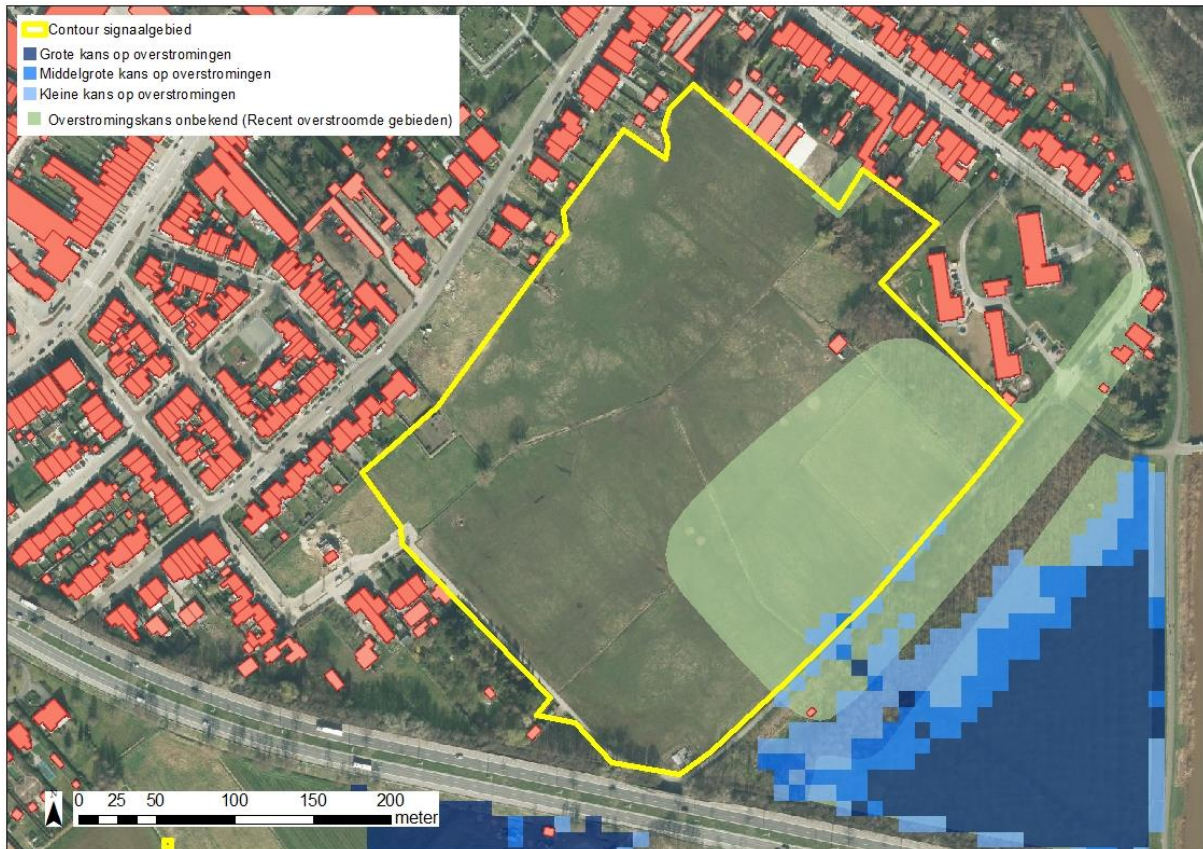 Contour signaalgebied
Grote kans op overstromingen
Middelgrote kans op overstromingen
Kleine kans op overstromingen
Overstromingskans onbekend (Recent overstroomde gebieden)
N
0 25 50 100 150 200
meter